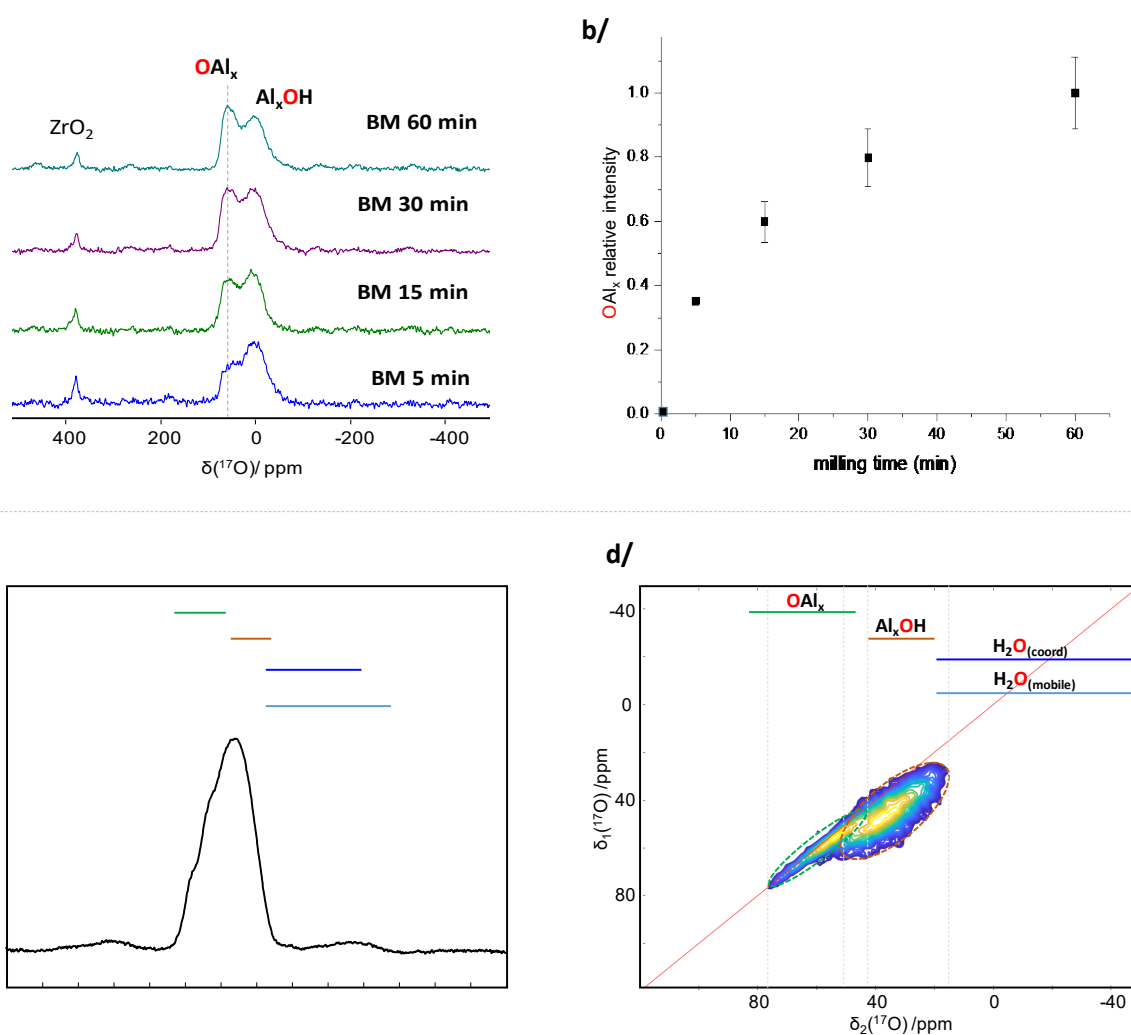 OAlₓ
AlₓOH
ZrO₂
BM 60 min
BM 30 min
BM 15 min
BM 5 min
400 200 0 -200 -400
δ(¹⁷O)/ ppm
b/
1.0
0.8
0.6
0.4
0.2
0.0
OAlₓ relative intensity
0 10 20 30 40 50 60
milling time (min)
d/
OAlₓ
AlₓOH
H₂O(coord)
H₂O(mobile)
-40
0
40
80
δ₁(¹⁷O) /ppm
80 40 0 -40
δ₂(¹⁷O) /ppm